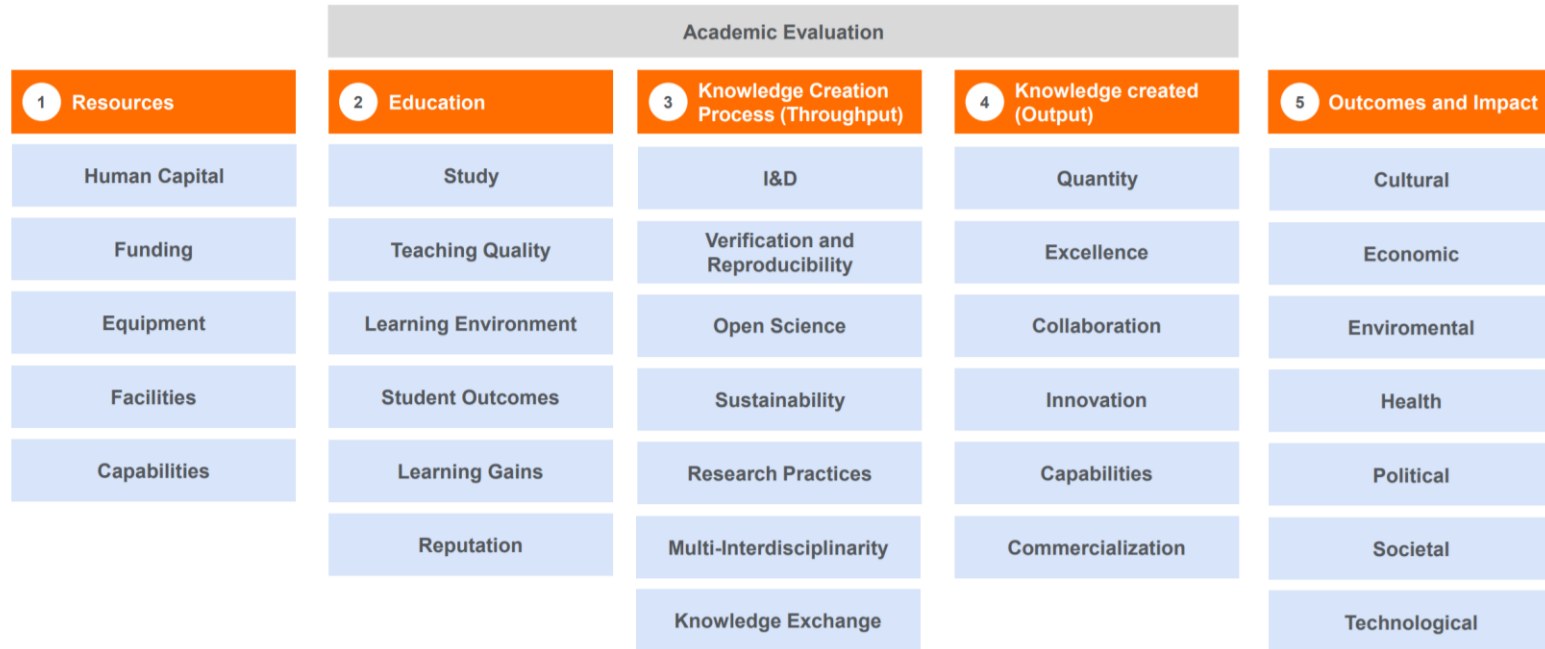 Academic Evaluation
1 Resources
Human Capital
Funding
Equipment
Facilities
Capabilities
2 Education
Study
Teaching Quality
Learning Environment
Student Outcomes
Learning Gains
Reputation
3 Knowledge Creation
Process (Throughput)
I&D
Verification and
Reproducibility
Open Science
Sustainability
Research Practices
Multi-Interdisciplinarity
Knowledge Exchange
4 Knowledge created
(Output)
Quantity
Excellence
Collaboration
Innovation
Capabilities
Commercialization
5 Outcomes and Impact
Cultural
Economic
Enviromental
Health
Political
Societal
Technological